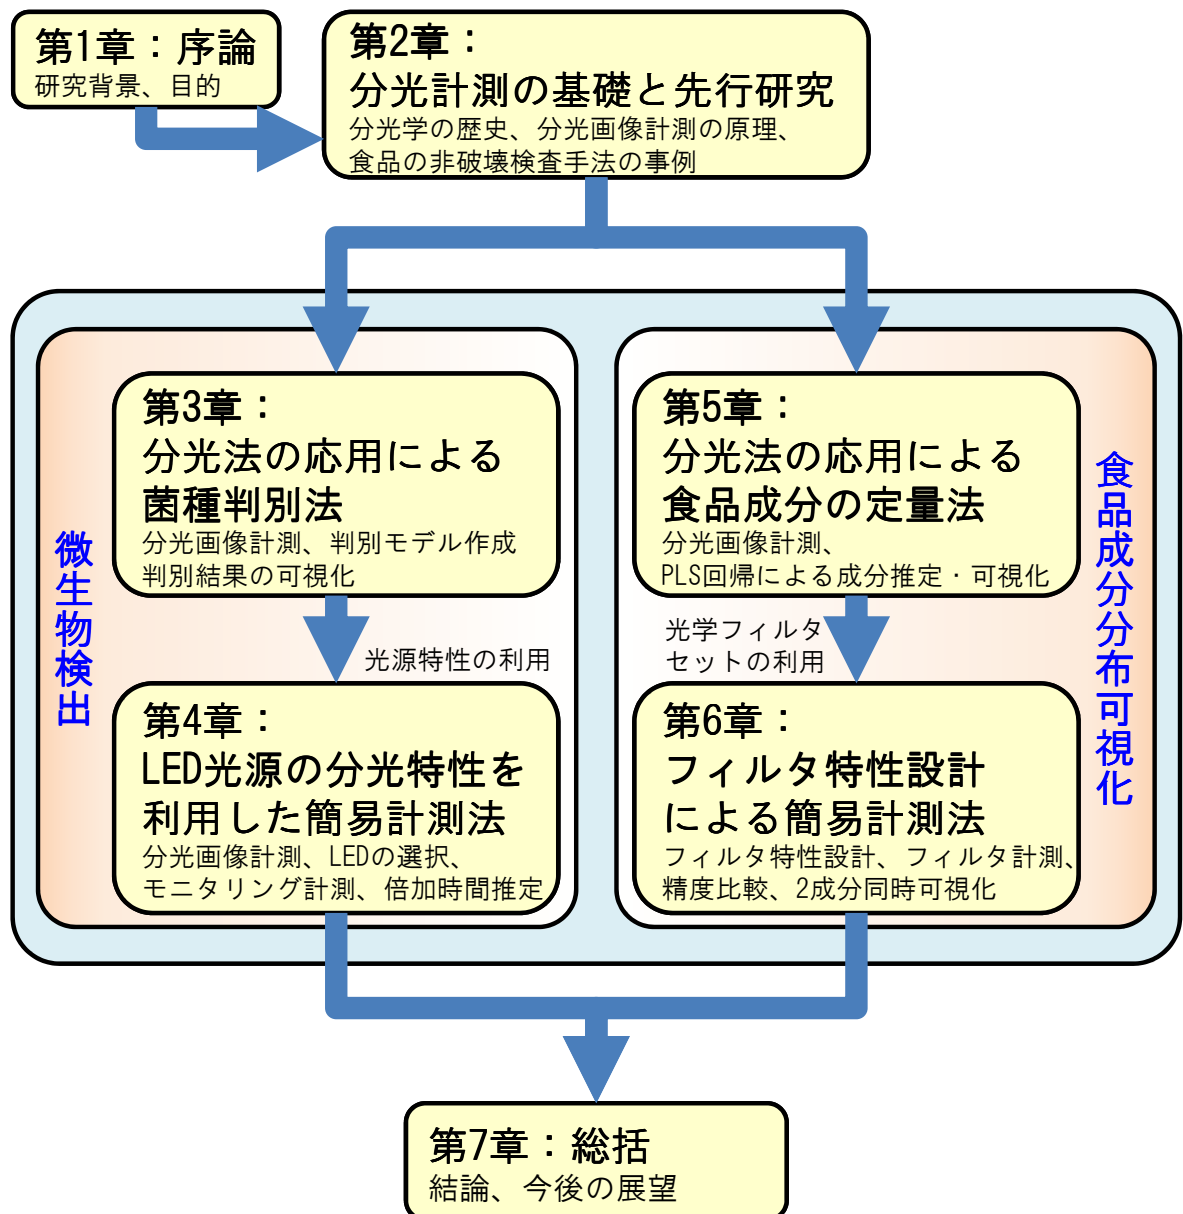 第1章：序論
研究背景、目的
第2章：
分光計測の基礎と先行研究
分光学の歴史、分光画像計測の原理、
食品の非破壊検査手法の事例
微生物検出
第3章：
分光法の応用による
菌種判別法
分光画像計測、判別モデル作成
判別結果の可視化
光源特性の利用
第4章：
LED光源の分光特性を
利用した簡易計測法
分光画像計測、LEDの選択、
モニタリング計測、倍加時間推定
第5章：
分光法の応用による
食品成分の定量法
分光画像計測、
PLS回帰による成分推定・可視化
光学フィルタ
セットの利用
第6章：
フィルタ特性設計
による簡易計測法
フィルタ特性設計、フィルタ計測、
精度比較、2成分同時可視化
食品成分分布可視化
第7章：総括
結論、今後の展望